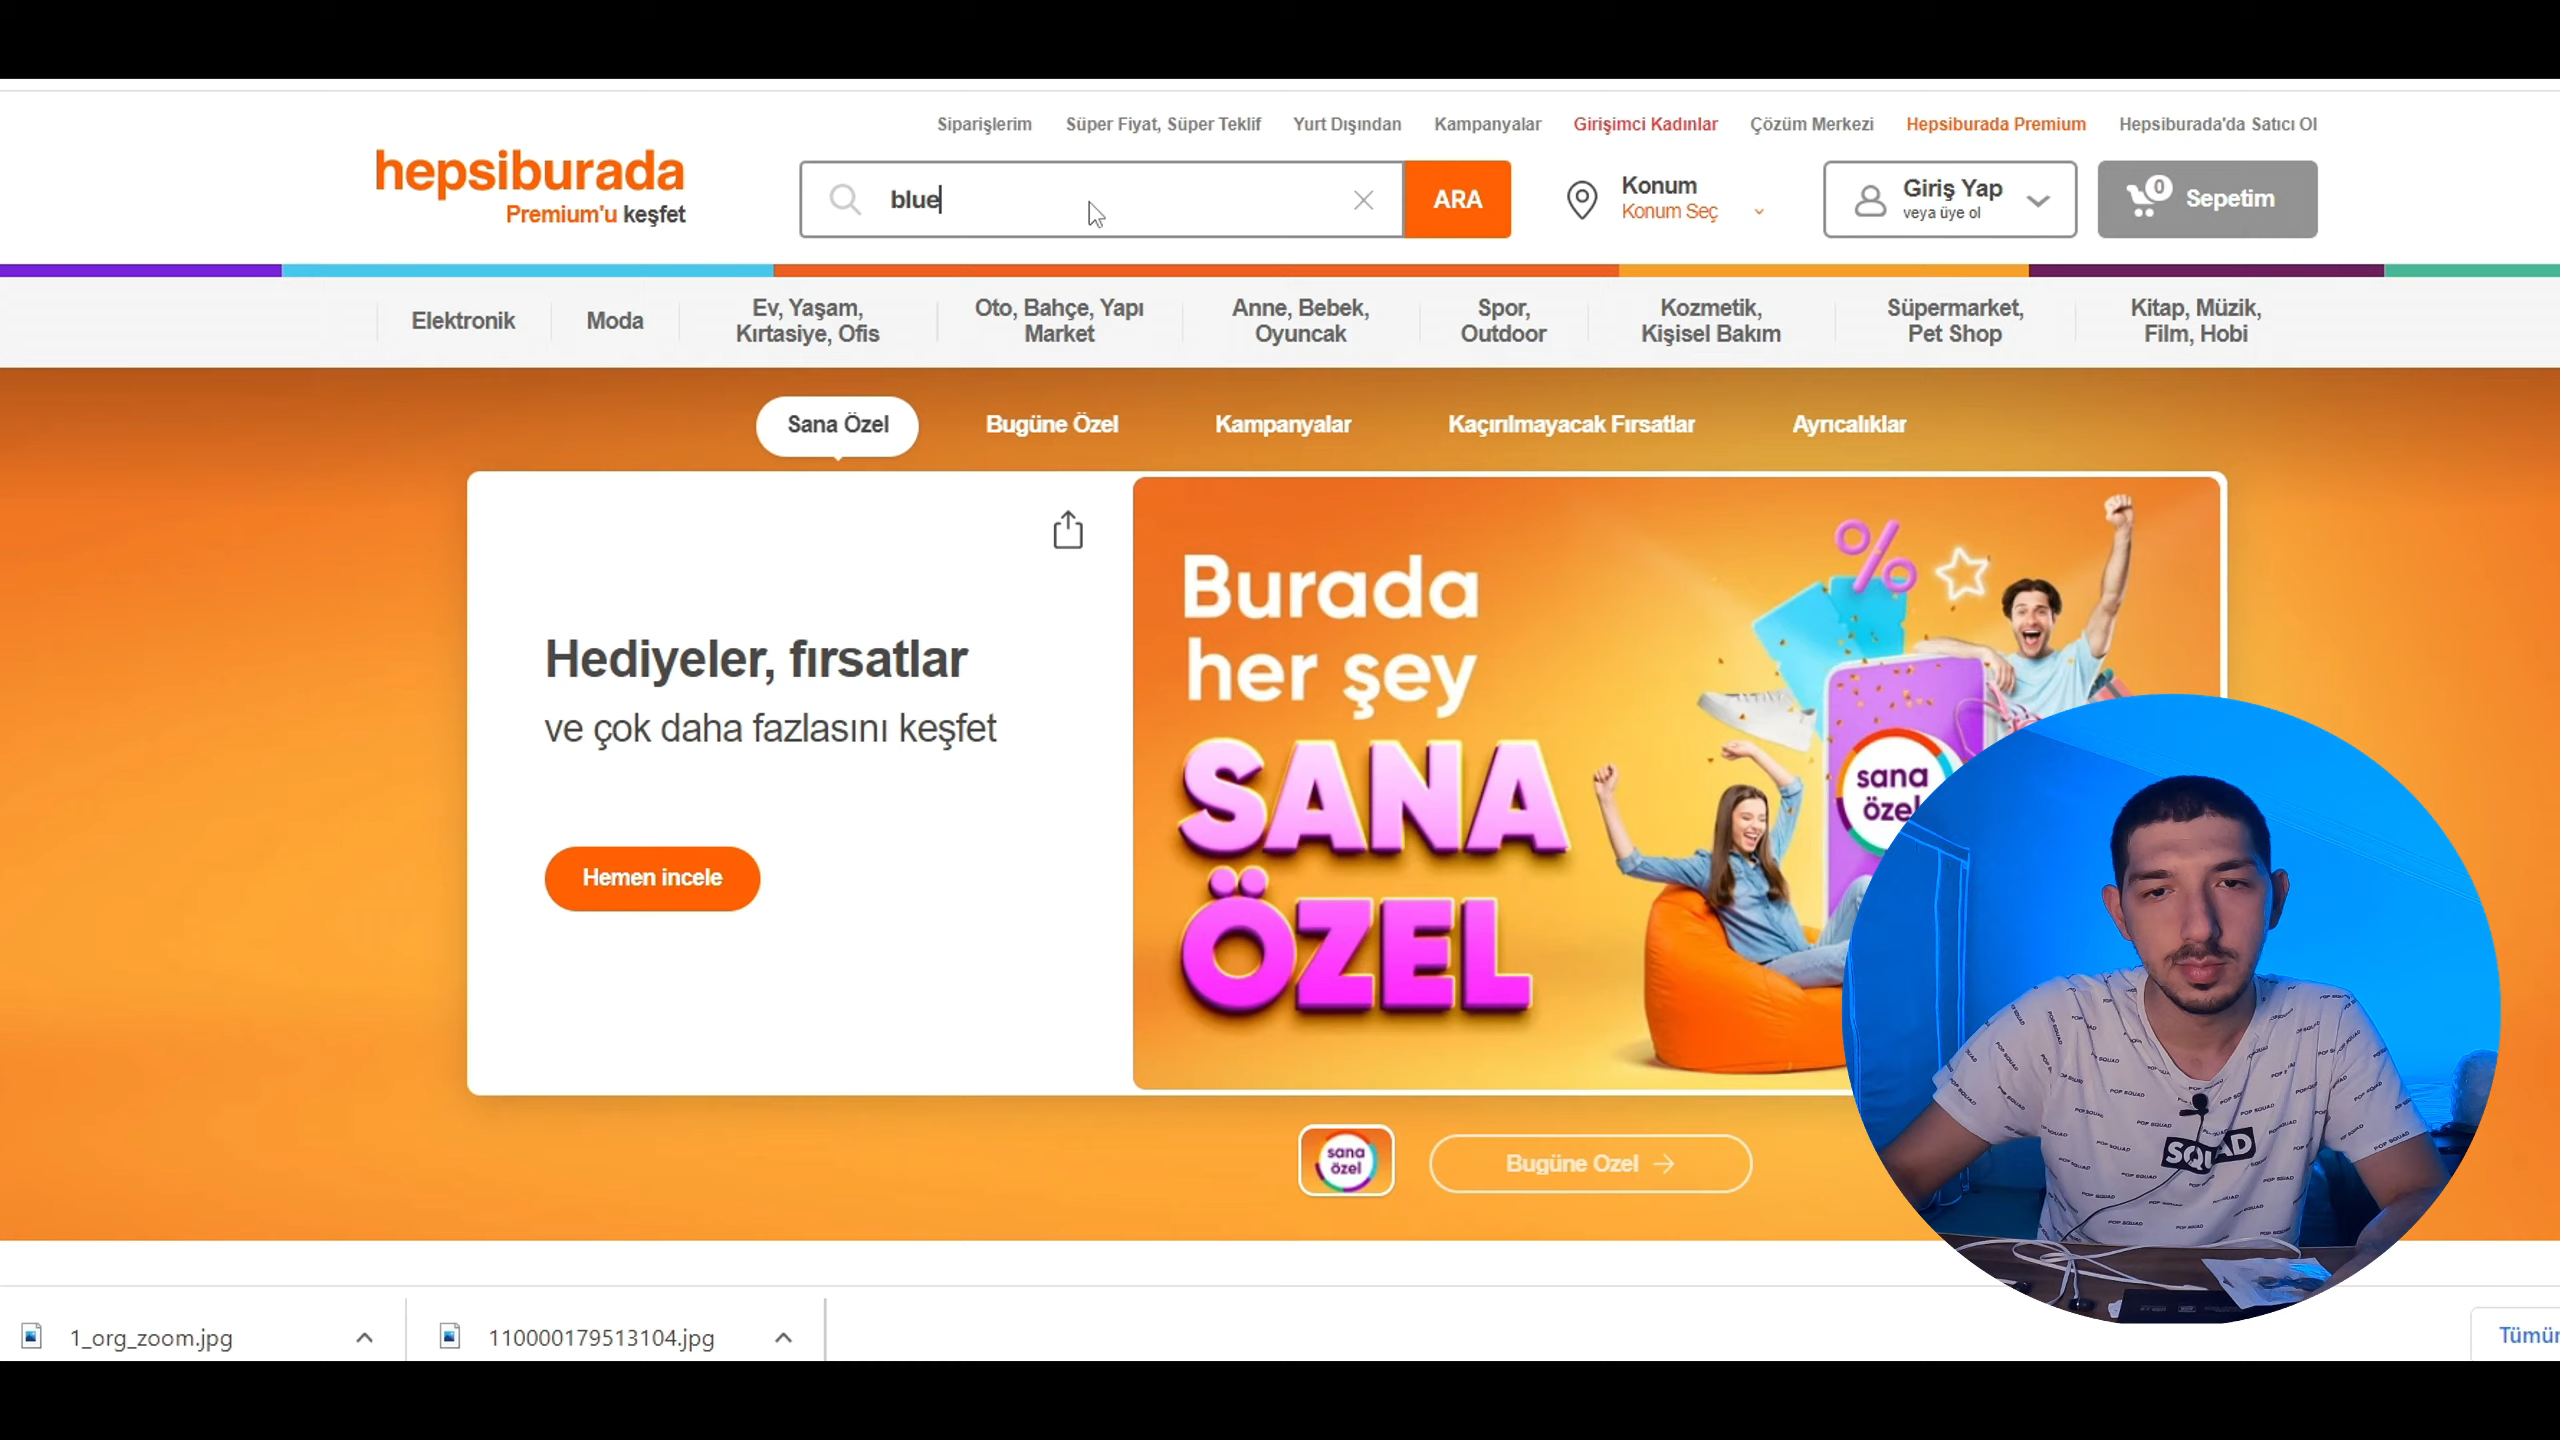 Siparişlerim Süper Fiyat, Süper Teklif Yurt Dışından Kampanyalar Girişimci Kadınlar Çözüm Merkezi Hepsiburada Premium Hepsiburada'da Satıcı Ol
hepsiburada
Premium'u keşfet
blue
ARA
Konum
Konum Seç
Giriş Yap
veya üye ol
0
Sepetim
Elektronik
Moda
Ev, Yaşam,
Kırtasiye, Ofis
Oto, Bahçe, Yapı
Market
Anne, Bebek,
Oyuncak
Spor,
Outdoor
Kozmetik,
Kişisel Bakım
Süpermarket,
Pet Shop
Kitap, Müzik,
Film, Hobi
Sana Özel Bugüne Özel Kampanyalar Kaçırılmayacak Fırsatlar Ayrıcalıklar
Hediyeler, fırsatlar
ve çok daha fazlasını keşfet
Hemen incele
Burada
her şey
SANA
ÖZEL
%
sana
özel
POP SQUAD
SQUAD
sana
özel
Bugüne Özel
1_org_zoom.jpg
110000179513104.jpg